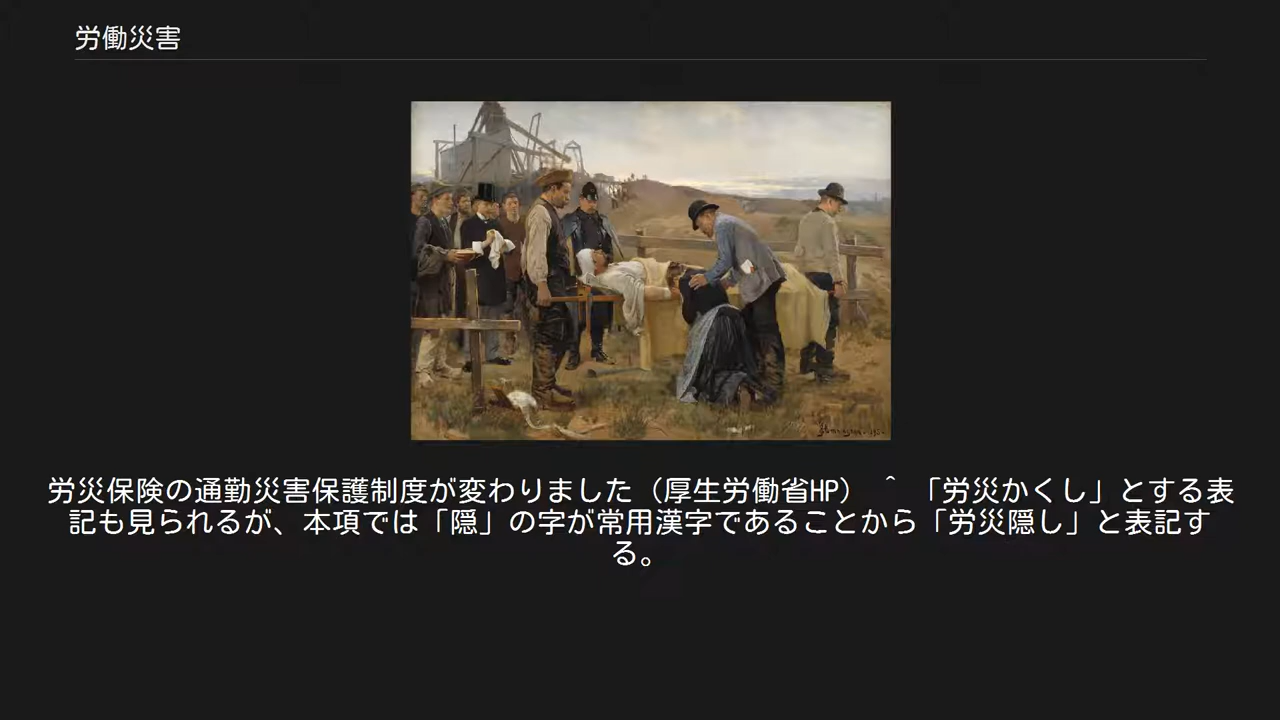 労働災害
労災保険の通勤災害保護制度が変わりました（厚生労働省HP） ＾ 「労災かくし」とする表
記も見られるが、本項では「隠」の字が常用漢字であることから「労災隠し」と表記す
る。